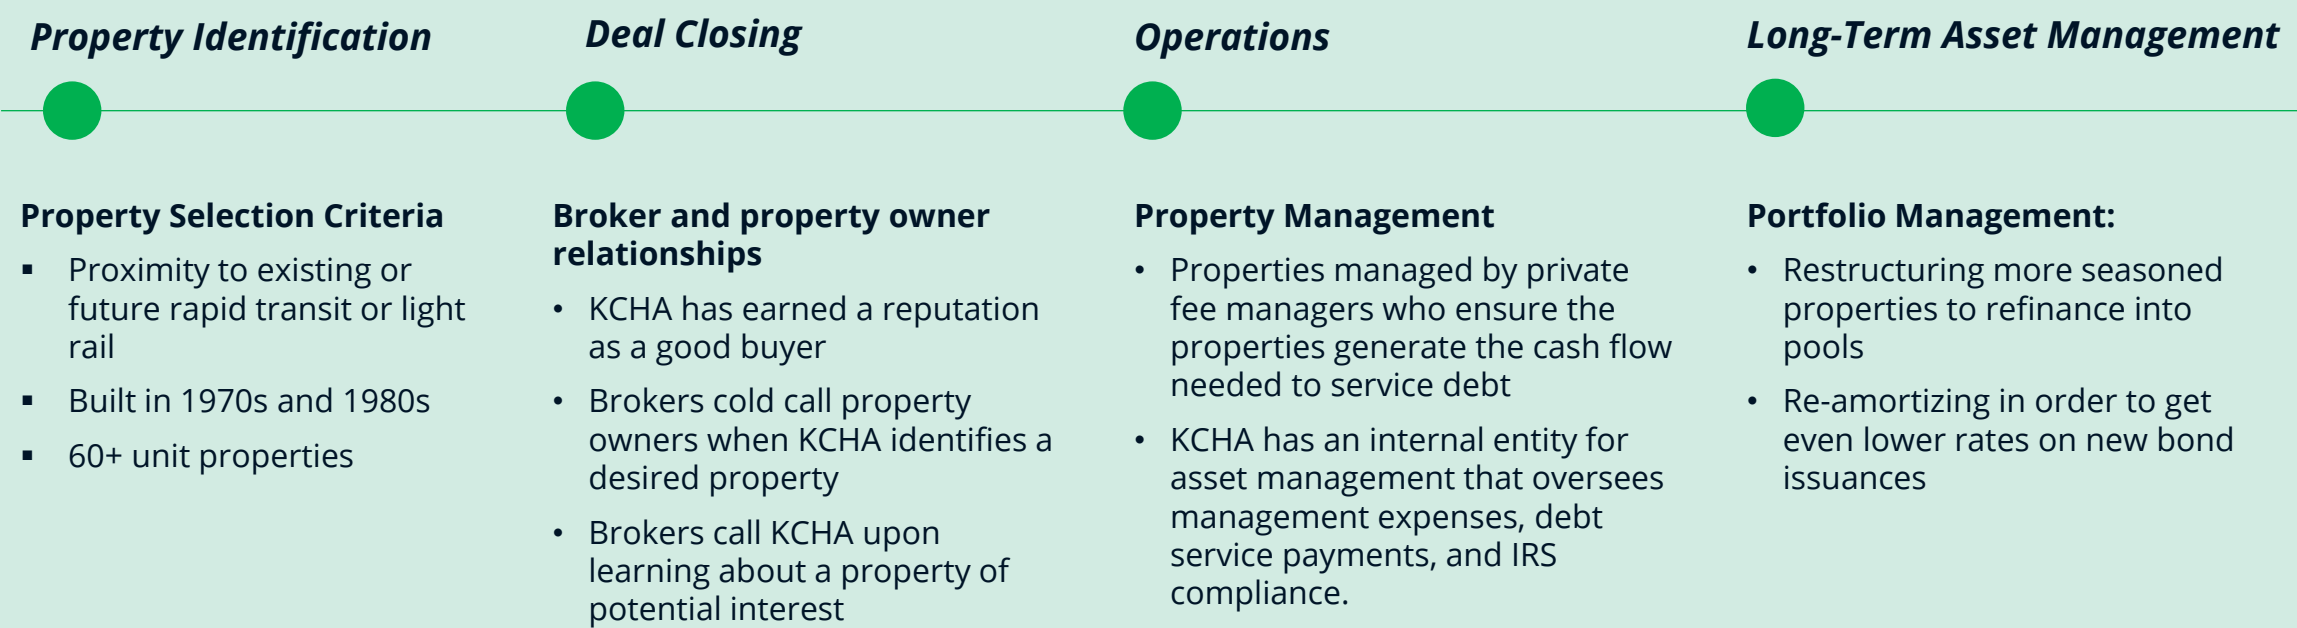 Property Identification
Deal Closing
Operations
Long-Term Asset Management
Property Selection Criteria
▪ Proximity to existing or
future rapid transit or light
rail
▪ Built in 1970s and 1980s
▪ 60+ unit properties
Broker and property owner
relationships
• KCHA has earned a reputation
as a good buyer
• Brokers cold call property
owners when KCHA identifies a
desired property
• Brokers call KCHA upon
learning about a property of
potential interest
Property Management
• Properties managed by private
fee managers who ensure the
properties generate the cash flow
needed to service debt
• KCHA has an internal entity for
asset management that oversees
management expenses, debt
service payments, and IRS
compliance.
Portfolio Management:
• Restructuring more seasoned
properties to refinance into
pools
• Re-amortizing in order to get
even lower rates on new bond
issuances